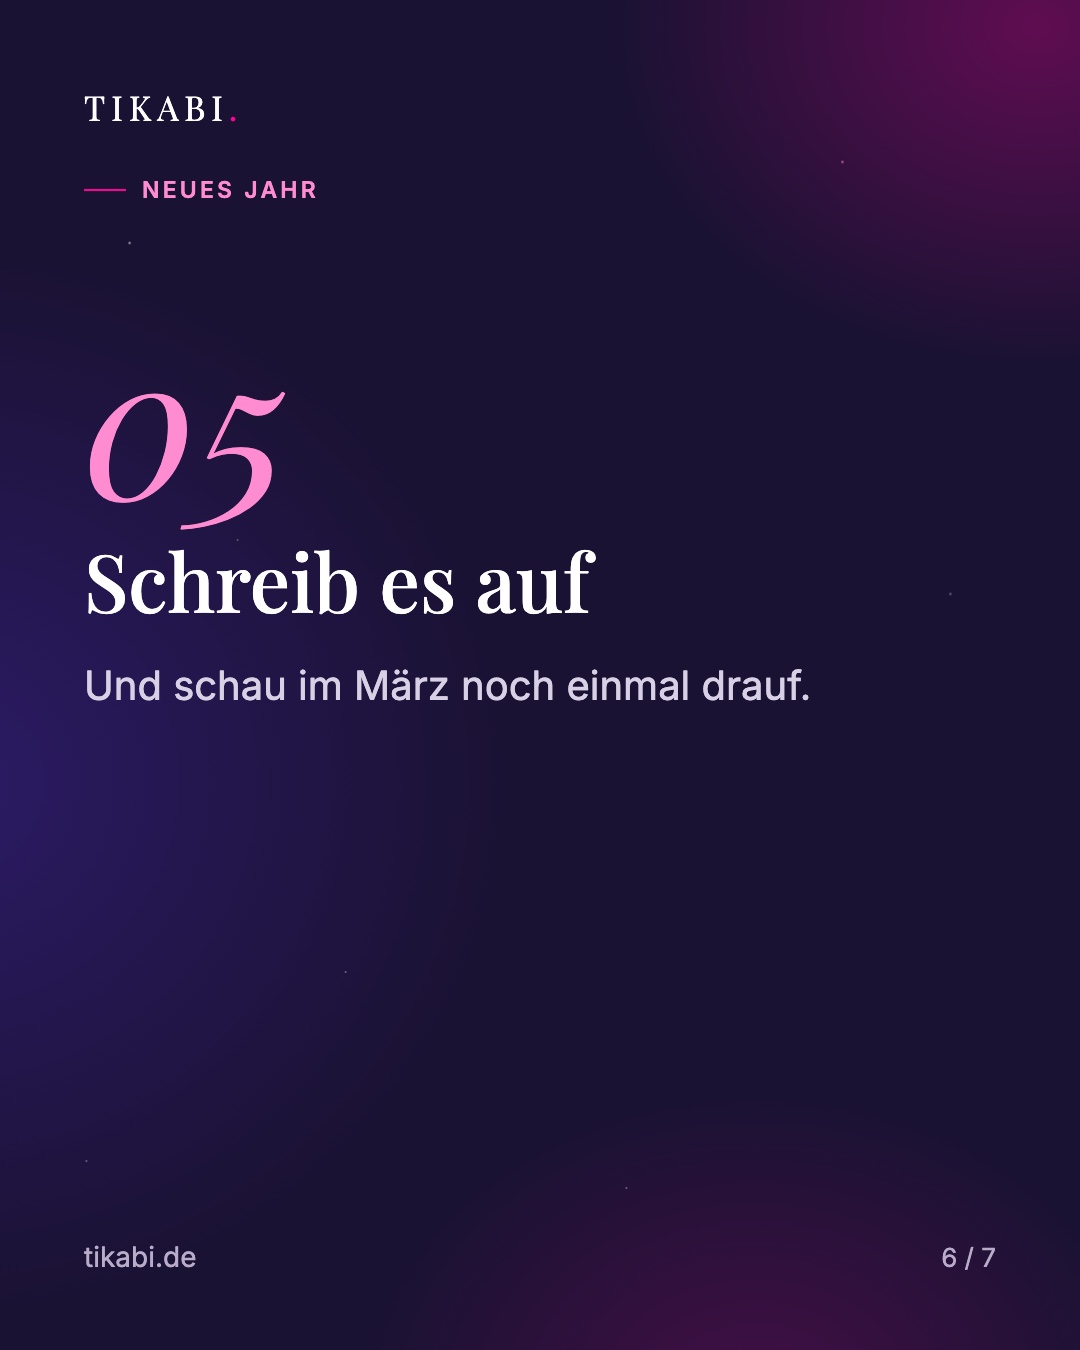 TIKABI.
NEUES JAHR
05
Schreib es auf
Und schau im März noch einmal drauf.
tikabi.de
6 / 7